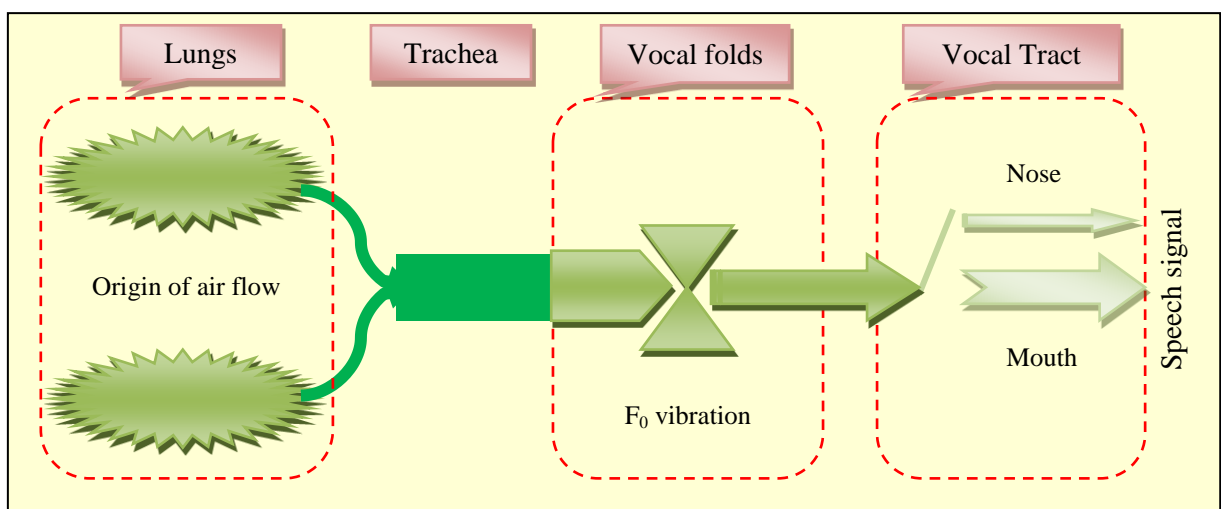 Lungs
Trachea
Vocal folds
Vocal Tract
Nose
Origin of air flow
Mouth
F₀ vibration
Speech signal